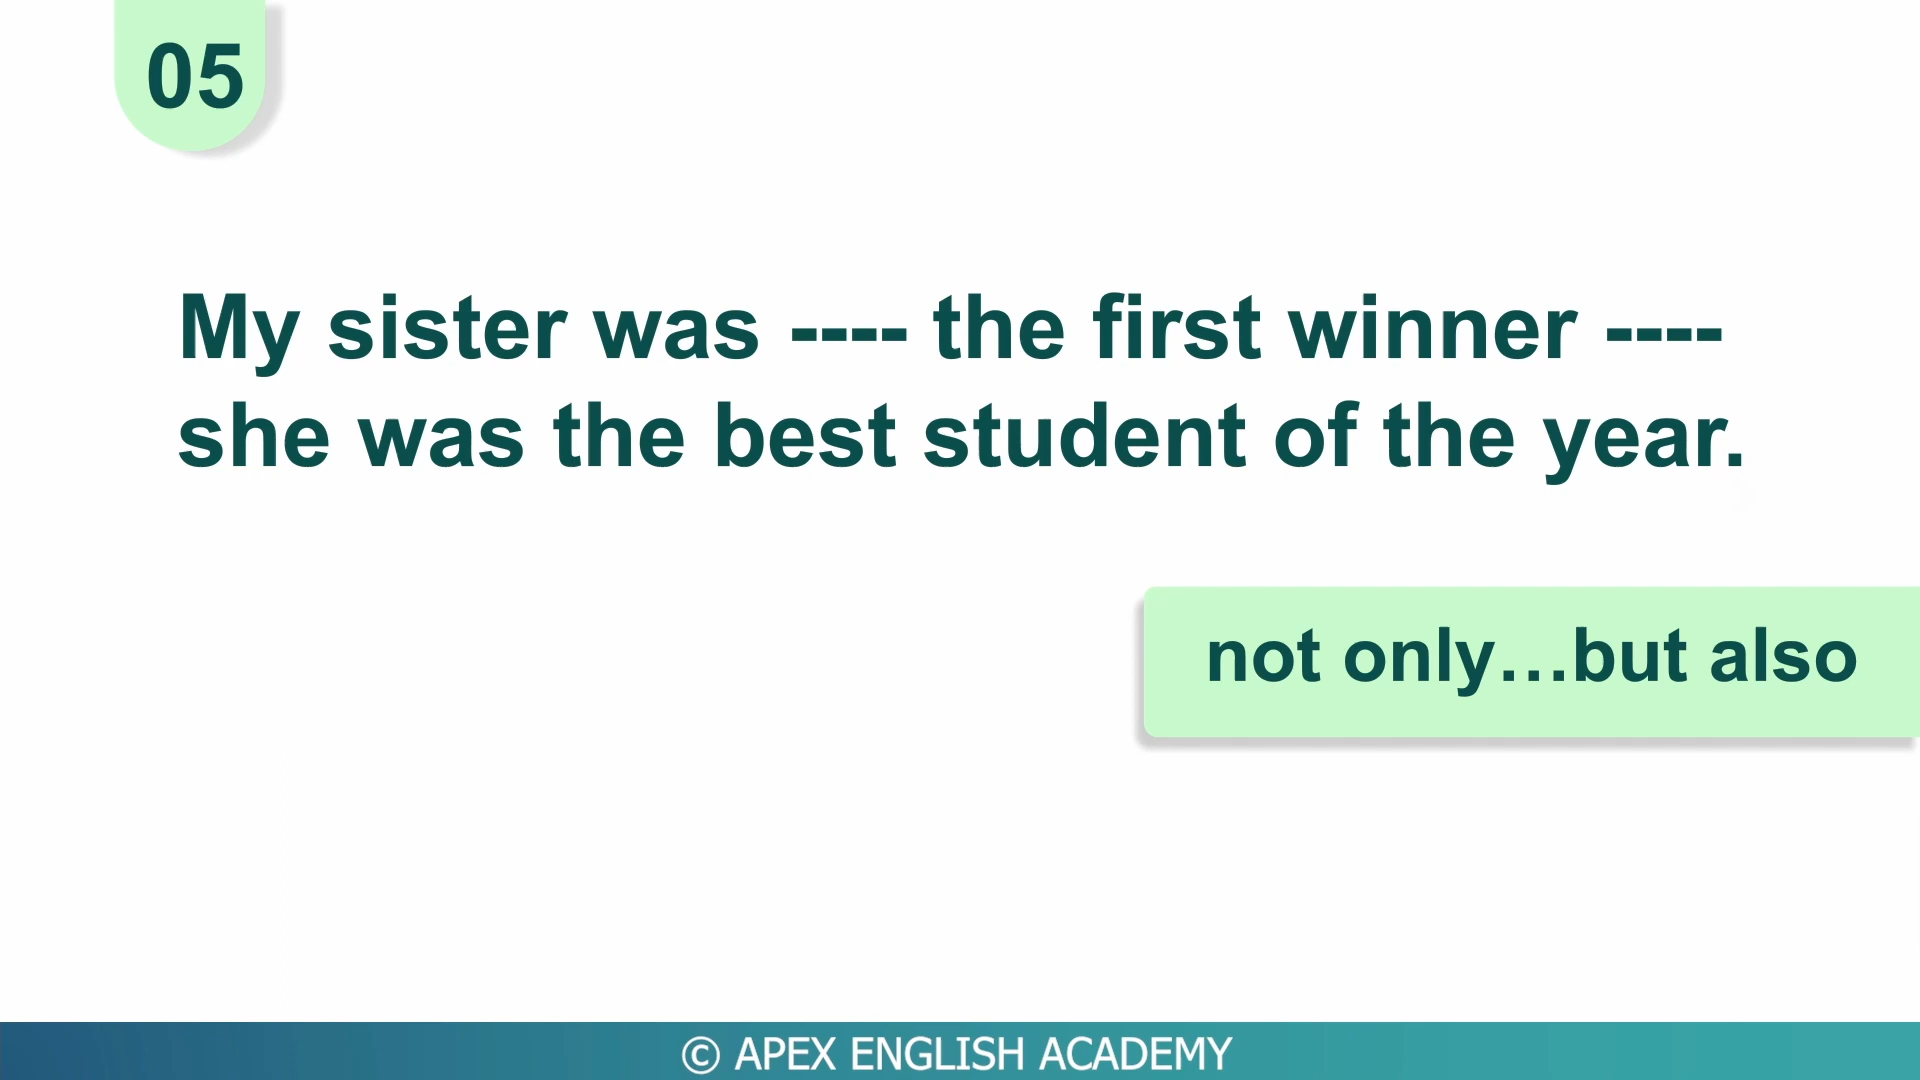 05
My sister was ---- the first winner ----
she was the best student of the year.
not only…but also
© APEX ENGLISH ACADEMY